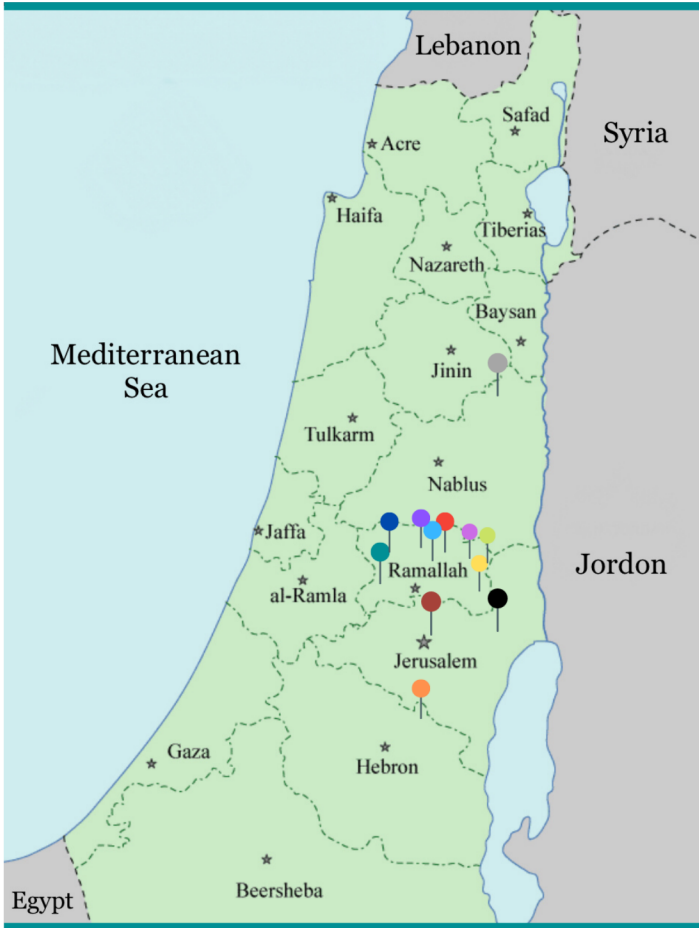 Lebanon
Safad
Syria
Acre
Haifa
Tiberias
Nazareth
Baysan
Mediterranean
Sea
Jinin
Tulkarm
Nablus
Jaffa
Ramallah
Jordon
al-Ramla
Jerusalem
Gaza
Hebron
Beersheba
Egypt